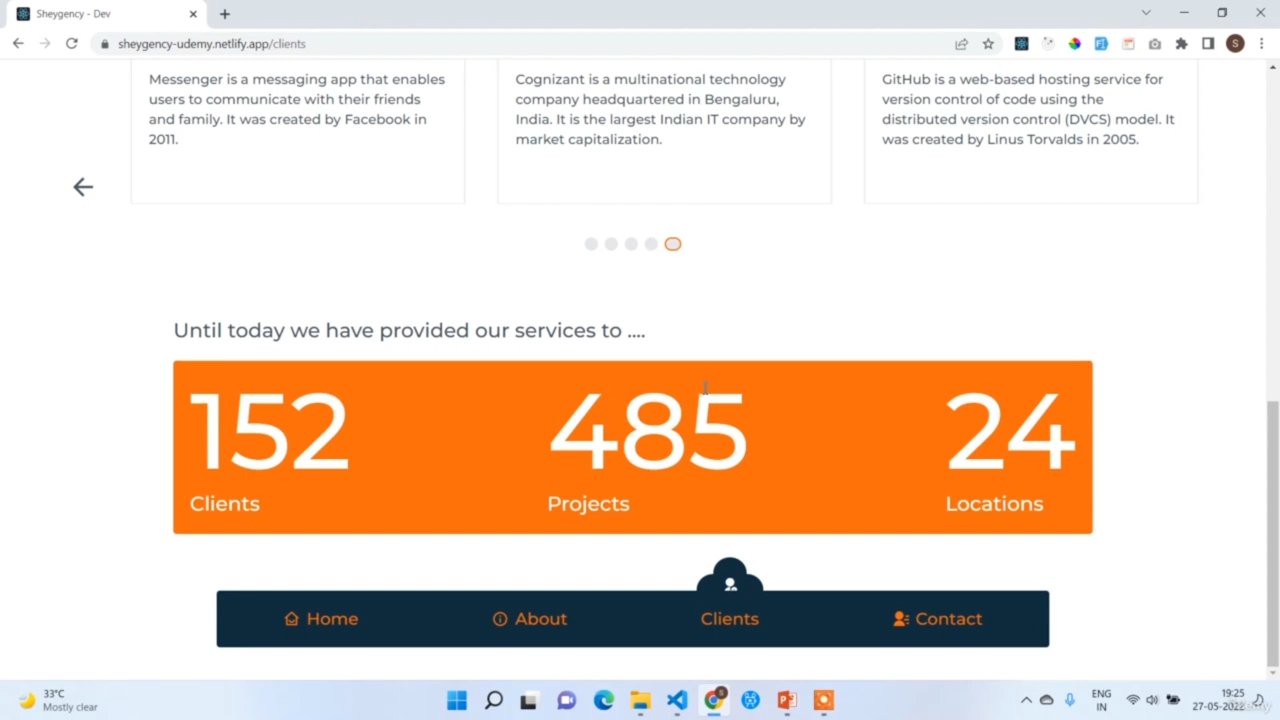 Sheygency - Dev
sheygency-udemy.netlify.app/clients
S
Messenger is a messaging app that enables
users to communicate with their friends
and family. It was created by Facebook in
2011.
Cognizant is a multinational technology
company headquartered in Bengaluru,
India. It is the largest Indian IT company by
market capitalization.
GitHub is a web-based hosting service for
version control of code using the
distributed version control (DVCS) model. It
was created by Linus Torvalds in 2005.
Until today we have provided our services to ....
152
Clients
485
Projects
24
Locations
Home
About
Clients
Contact
33°C
Mostly clear
ENG
IN
19:25
27-05-2022